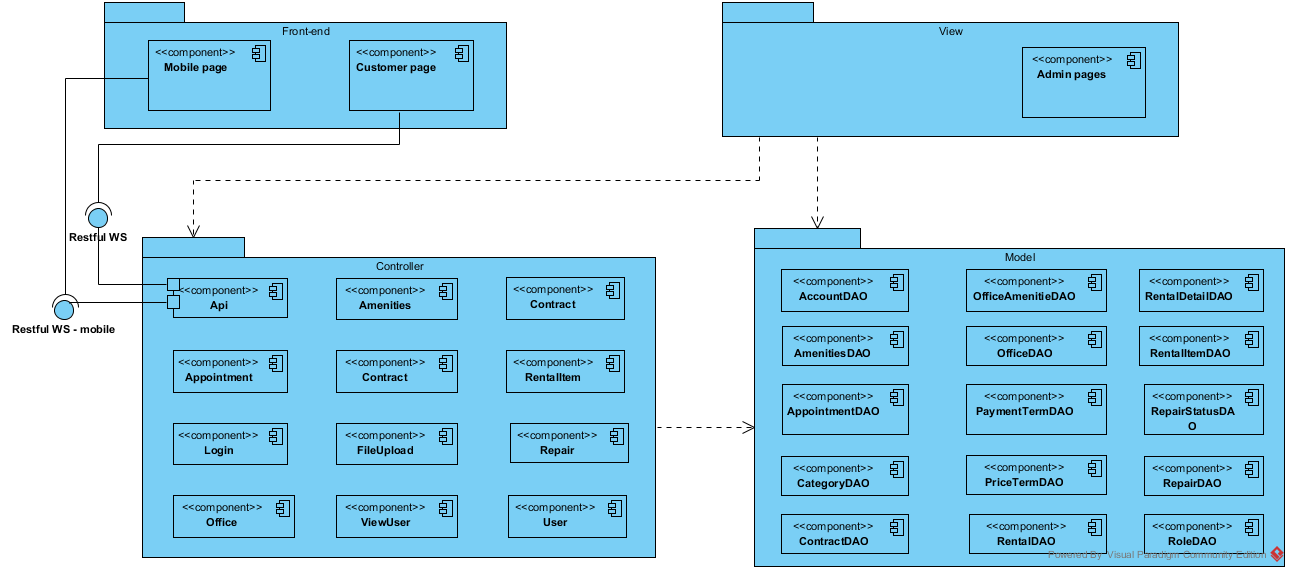 Front-end
<<component>>
Mobile page
<<component>>
Customer page
View
<<component>>
Admin pages
Restful WS
Restful WS - mobile
Controller
<<component>>
Api
<<component>>
Amenities
<<component>>
Contract
<<component>>
Appointment
<<component>>
Contract
<<component>>
RentalItem
<<component>>
Login
<<component>>
FileUpload
<<component>>
Repair
<<component>>
Office
<<component>>
ViewUser
<<component>>
User
Model
<<component>>
AccountDAO
<<component>>
OfficeAmenitieDAO
<<component>>
RentalDetailDAO
<<component>>
AmenitiesDAO
<<component>>
OfficeDAO
<<component>>
RentalItemDAO
<<component>>
AppointmentDAO
<<component>>
PaymentTermDAO
<<component>>
RepairStatusDA
O
<<component>>
CategoryDAO
<<component>>
PriceTermDAO
<<component>>
RepairDAO
<<component>>
ContractDAO
<<component>>
RentalDAO
<<component>>
RoleDAO
Powered By Visual Paradigm Community Edition